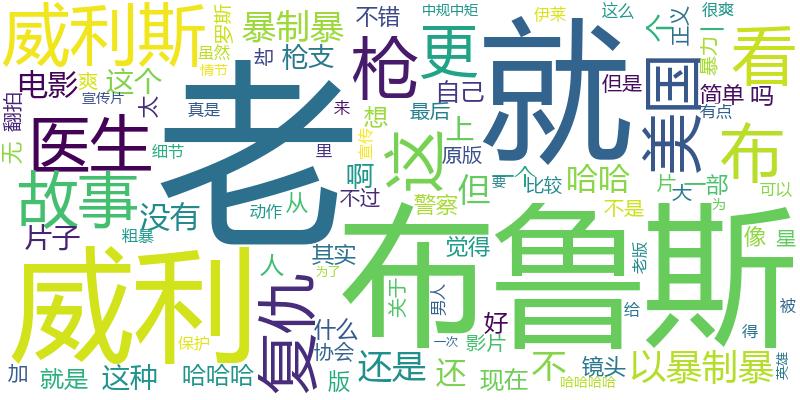 威利斯
罗斯
虽然
情节
暴制暴
却
枪支
不错
中规中矩
枪
更
伊莱
就
这么
个
正义
很爽
暴力
一
看
电影
爽
这个
宣传片
太
翻拍
无
医生
细节
老
真是
来
里
宣传
想
自己
最后
上
原版
这
但是
美国
简单
吗
有点
布
故事
没有
片子
粗暴
动作
从
啊
不过
警察
但
一个
要
比较
哈哈
不是
片
大
一部
为
可以
像
星
威利
人
其实
为了
布鲁斯
觉得
关于
男人
老版
给
被
得
英雄
复仇
什么
协会
保护
加
就是
这种
哈哈哈
版
还是
好
一次
影片
还
现在
哈哈哈哈
不
镜头
以暴制暴